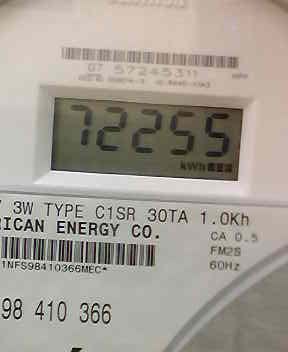 07 57245311
72255
kWh
3W TYPE C1SR 30TA 1.0Kh
RICAN ENERGY CO.
CA 0.5
FM2S
1NFS98410366MEC*
60Hz
98 410 366